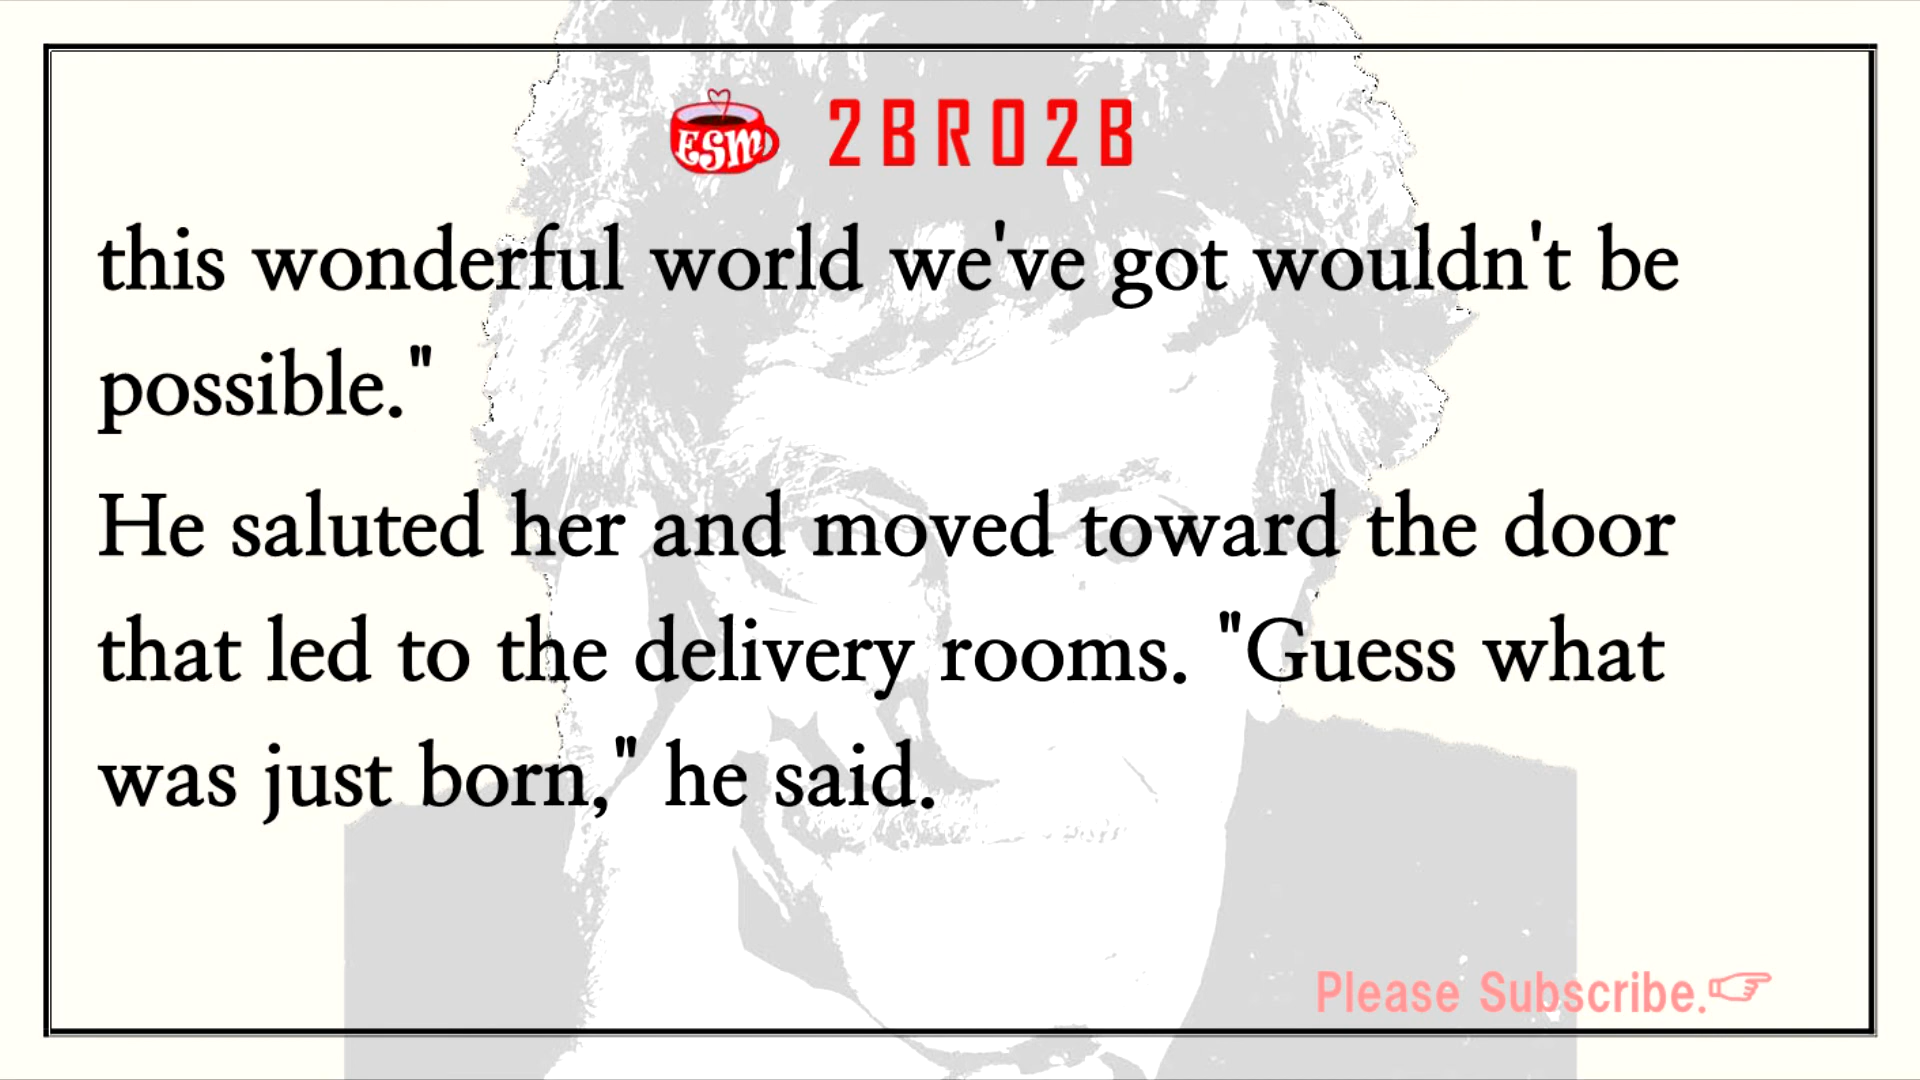 ESM 2BR02B
this wonderful world we've got wouldn't be
possible."
He saluted her and moved toward the door
that led to the delivery rooms. "Guess what
was just born," he said.
Please Subscribe.☞